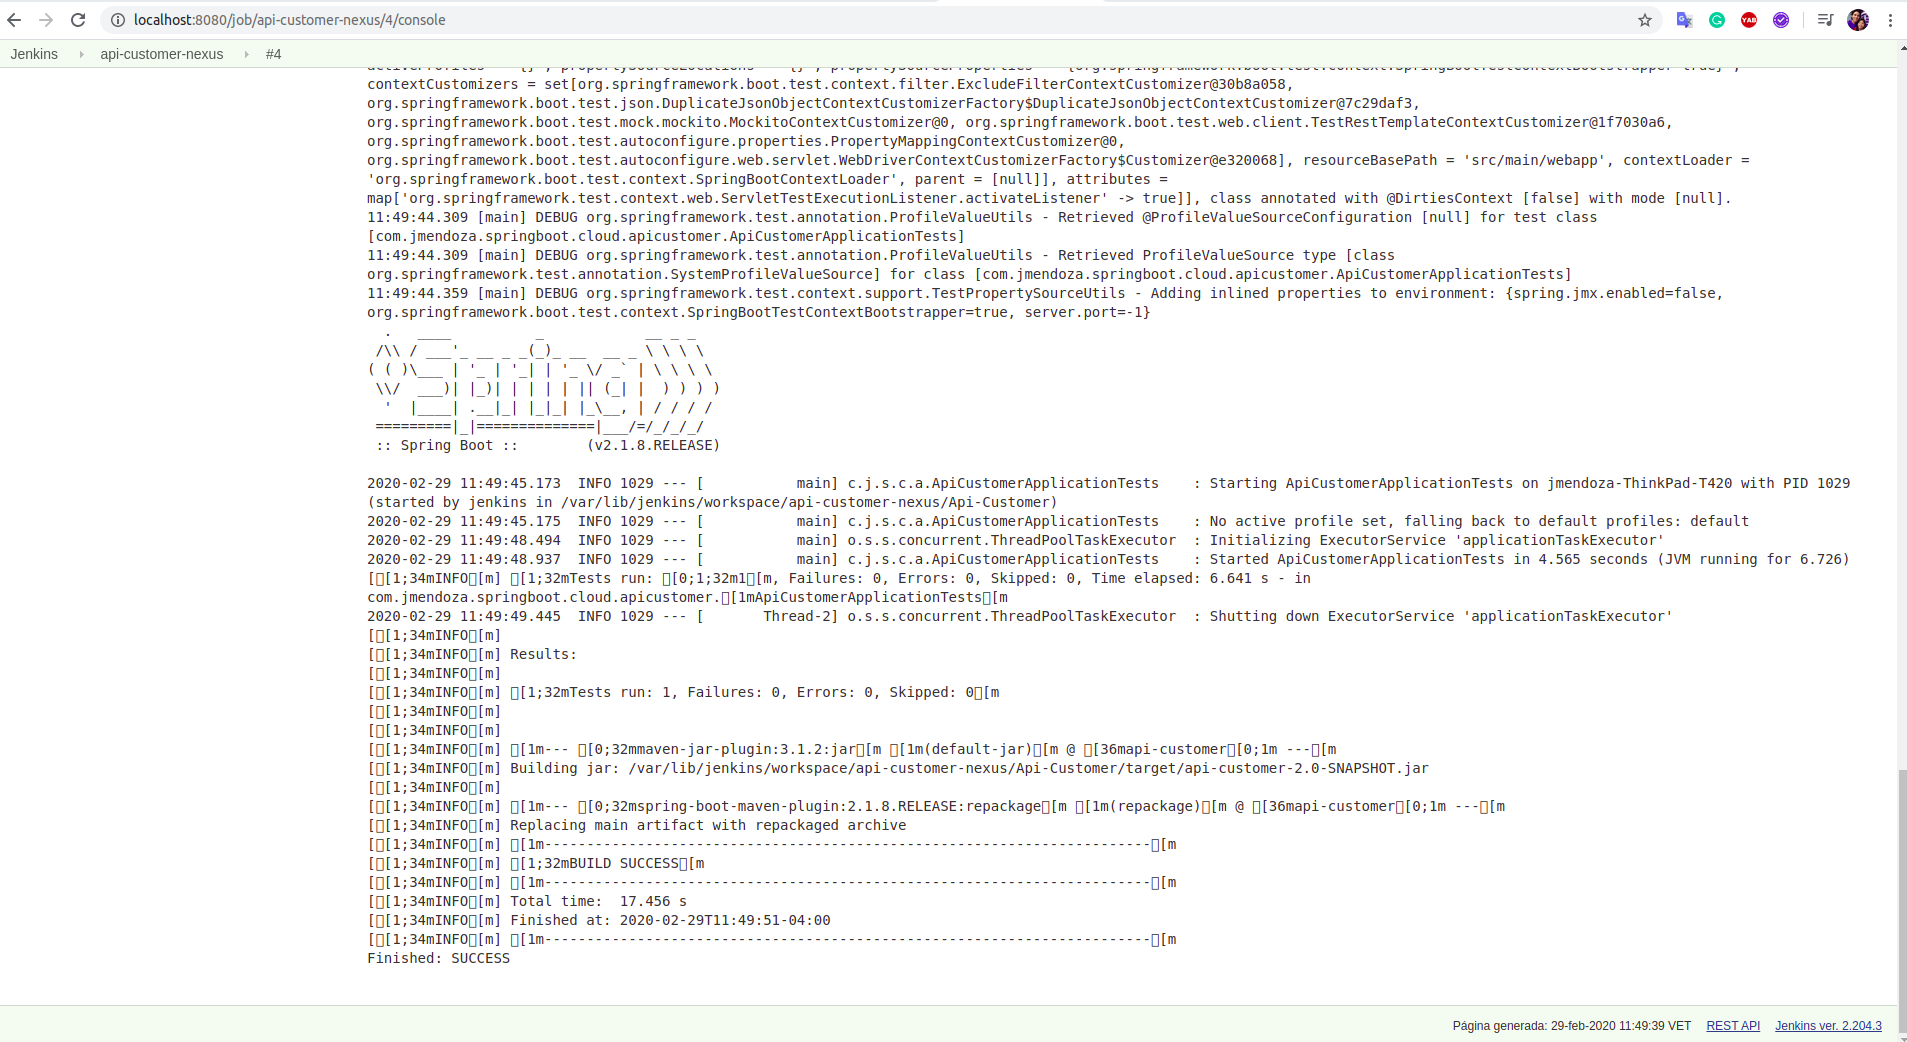 localhost:8080/job/api-customer-nexus/4/console
YAB
Jenkins
api-customer-nexus
#4
contextCustomizers = set[org.springframework.boot.test.context.filter.ExcludeFilterContextCustomizer@30b8a058,
org.springframework.boot.test.json.DuplicateJsonObjectContextCustomizerFactory$DuplicateJsonObjectContextCustomizer@7c29daf3,
org.springframework.boot.test.mock.mockito.MockitoContextCustomizer@0, org.springframework.boot.test.web.client.TestRestTemplateContextCustomizer@1f7030a6,
org.springframework.boot.test.autoconfigure.properties.PropertyMappingContextCustomizer@0,
org.springframework.boot.test.autoconfigure.web.servlet.WebDriverContextCustomizerFactory$Customizer@e320068], resourceBasePath = 'src/main/webapp', contextLoader =
'org.springframework.boot.test.context.SpringBootContextLoader', parent = [null]], attributes =
map['org.springframework.test.context.web.ServletTestExecutionListener.activateListener' -> true]], class annotated with @DirtiesContext [false] with mode [null].
11:49:44.309 [main] DEBUG org.springframework.test.annotation.ProfileValueUtils - Retrieved @ProfileValueSourceConfiguration [null] for test class
[com.jmendoza.springboot.cloud.apicustomer.ApiCustomerApplicationTests]
11:49:44.309 [main] DEBUG org.springframework.test.annotation.ProfileValueUtils - Retrieved ProfileValueSource type [class
org.springframework.test.annotation.SystemProfileValueSource] for class [com.jmendoza.springboot.cloud.apicustomer.ApiCustomerApplicationTests]
11:49:44.359 [main] DEBUG org.springframework.test.context.support.TestPropertySourceUtils - Adding inlined properties to environment: {spring.jmx.enabled=false,
org.springframework.boot.test.context.SpringBootTestContextBootstrapper=true, server.port=-1}
  .   ____          _            __ _ _
 /\\ / ___'_ __ _ _(_)_ __  __ _ \ \ \ \
( ( )\___ | '_ | '_| | '_ \/ _` | \ \ \ \
 \\/  ___)| |_)| | | | | || (_| |  ) ) ) )
  '  |____| .__|_| |_|_| |_\__, | / / / /
 =========|_|==============|___/=/_/_/_/
 :: Spring Boot ::        (v2.1.8.RELEASE)
2020-02-29 11:49:45.173  INFO 1029 --- [           main] c.j.s.c.a.ApiCustomerApplicationTests    : Starting ApiCustomerApplicationTests on jmendoza-ThinkPad-T420 with PID 1029
(started by jenkins in /var/lib/jenkins/workspace/api-customer-nexus/Api-Customer)
2020-02-29 11:49:45.175  INFO 1029 --- [           main] c.j.s.c.a.ApiCustomerApplicationTests    : No active profile set, falling back to default profiles: default
2020-02-29 11:49:48.494  INFO 1029 --- [           main] o.s.s.concurrent.ThreadPoolTaskExecutor  : Initializing ExecutorService 'applicationTaskExecutor'
2020-02-29 11:49:48.937  INFO 1029 --- [           main] c.j.s.c.a.ApiCustomerApplicationTests    : Started ApiCustomerApplicationTests in 4.565 seconds (JVM running for 6.726)
[▯[1;34mINFO▯[m] ▯[1;32mTests run: ▯[0;1;32m1▯[m, Failures: 0, Errors: 0, Skipped: 0, Time elapsed: 6.641 s - in
com.jmendoza.springboot.cloud.apicustomer.▯[1mApiCustomerApplicationTests▯[m
2020-02-29 11:49:49.445  INFO 1029 --- [       Thread-2] o.s.s.concurrent.ThreadPoolTaskExecutor  : Shutting down ExecutorService 'applicationTaskExecutor'
[▯[1;34mINFO▯[m]
[▯[1;34mINFO▯[m] Results:
[▯[1;34mINFO▯[m]
[▯[1;34mINFO▯[m] ▯[1;32mTests run: 1, Failures: 0, Errors: 0, Skipped: 0▯[m
[▯[1;34mINFO▯[m]
[▯[1;34mINFO▯[m]
[▯[1;34mINFO▯[m] ▯[1m--- ▯[0;32mmaven-jar-plugin:3.1.2:jar▯[m ▯[1m(default-jar)▯[m @ ▯[36mapi-customer▯[0;1m ---▯[m
[▯[1;34mINFO▯[m] Building jar: /var/lib/jenkins/workspace/api-customer-nexus/Api-Customer/target/api-customer-2.0-SNAPSHOT.jar
[▯[1;34mINFO▯[m]
[▯[1;34mINFO▯[m] ▯[1m--- ▯[0;32mspring-boot-maven-plugin:2.1.8.RELEASE:repackage▯[m ▯[1m(repackage)▯[m @ ▯[36mapi-customer▯[0;1m ---▯[m
[▯[1;34mINFO▯[m] Replacing main artifact with repackaged archive
[▯[1;34mINFO▯[m] ▯[1m------------------------------------------------------------------------▯[m
[▯[1;34mINFO▯[m] ▯[1;32mBUILD SUCCESS▯[m
[▯[1;34mINFO▯[m] ▯[1m------------------------------------------------------------------------▯[m
[▯[1;34mINFO▯[m] Total time:  17.456 s
[▯[1;34mINFO▯[m] Finished at: 2020-02-29T11:49:51-04:00
[▯[1;34mINFO▯[m] ▯[1m------------------------------------------------------------------------▯[m
Finished: SUCCESS
Página generada: 29-feb-2020 11:49:39 VET
REST API
Jenkins ver. 2.204.3